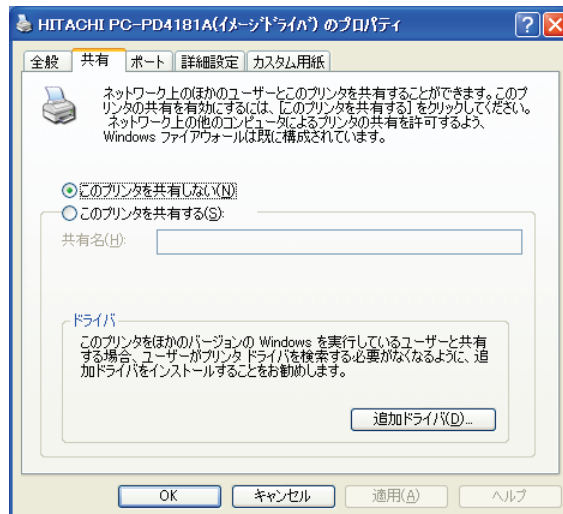 HITACHI PC-PD4181A(ｲﾒｰｼﾞﾄﾞﾗｲﾊﾞ) のプロパティ
全般 共有 ポート 詳細設定 カスタム用紙
ネットワーク上のほかのユーザーとこのプリンタを共有することができます。このプ
リンタの共有を有効にするには、[このプリンタを共有する] をクリックしてください。
ネットワーク上の他のコンピュータによるプリンタの共有を許可するよう、
Windows ファイアウォールは既に構成されています。
このプリンタを共有しない(N)
このプリンタを共有する(S):
共有名(H):
ドライバ
このプリンタをほかのバージョンの Windows を実行しているユーザーと共有
する場合、ユーザーがプリンタ ドライバを検索する必要がなくなるように、追
加ドライバをインストールすることをお勧めします。
追加ドライバ(D)...
OK キャンセル 適用(A) ヘルプ